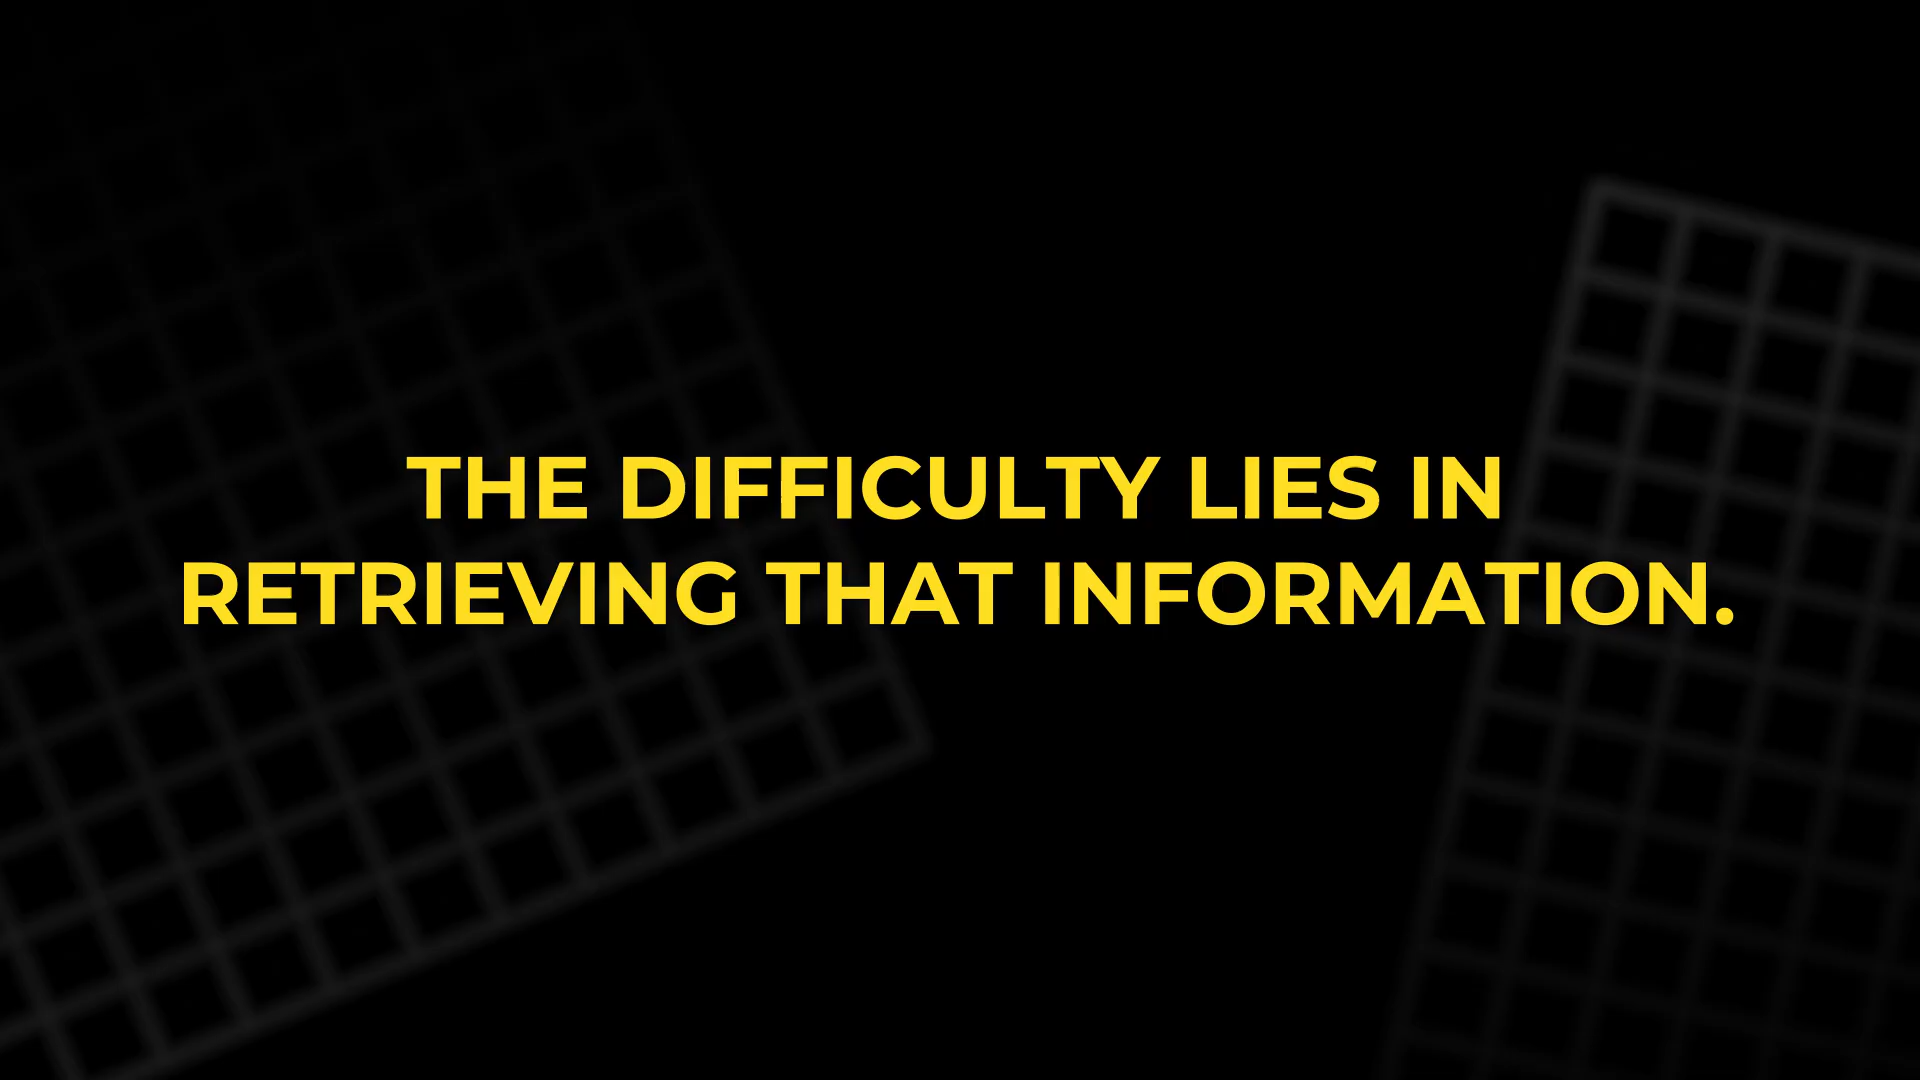 THE DIFFICULTY LIES IN
RETRIEVING THAT INFORMATION.